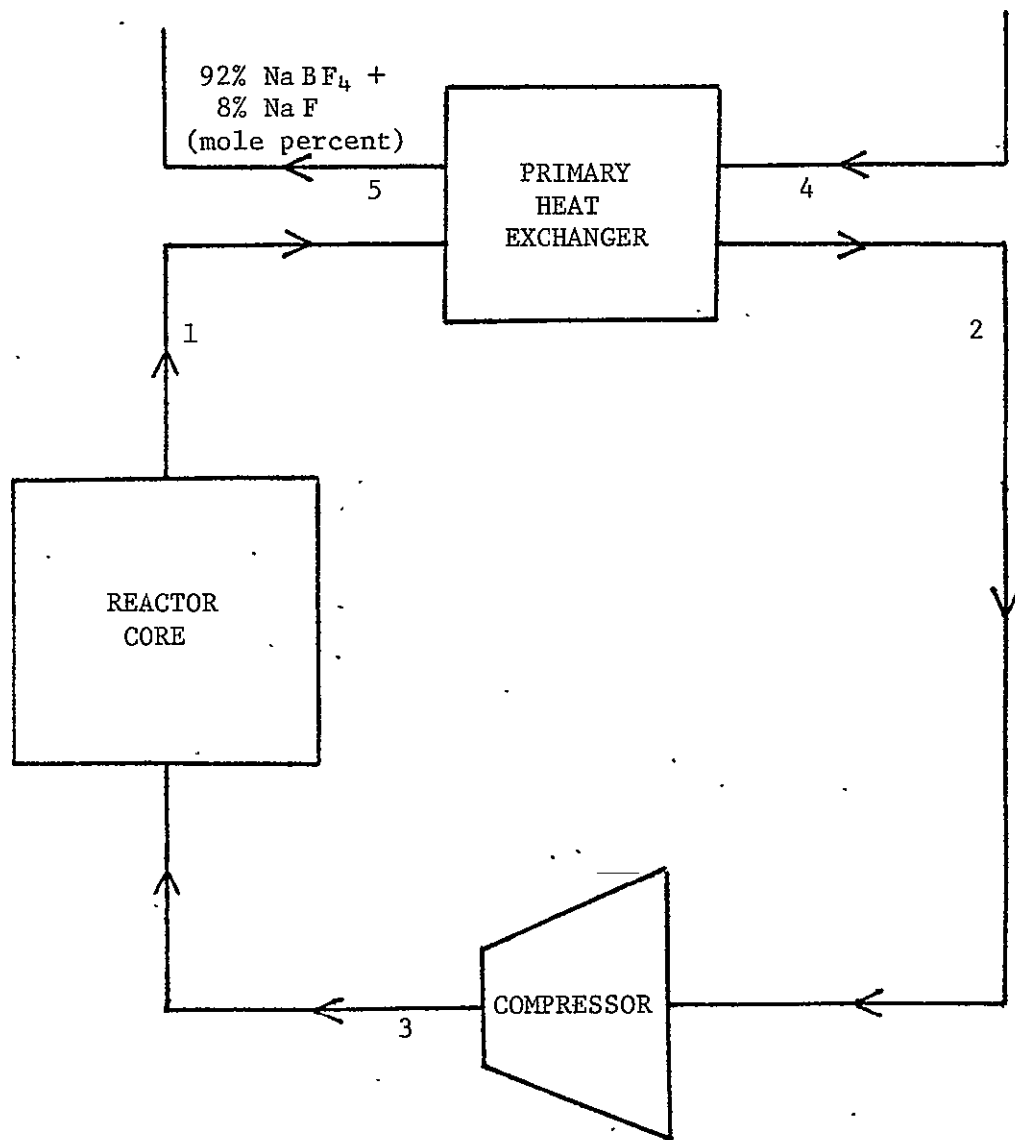 92% NaBF₄ +
8% NaF
(mole percent)
PRIMARY
HEAT
EXCHANGER
5
4
1
2
REACTOR
CORE
COMPRESSOR
3